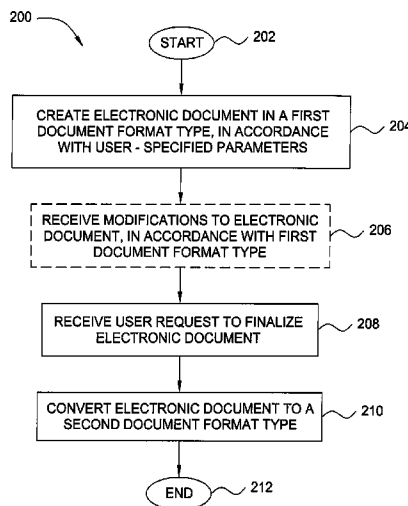 200
START
202
CREATE ELECTRONIC DOCUMENT IN A FIRST
DOCUMENT FORMAT TYPE, IN ACCORDANCE
WITH USER - SPECIFIED PARAMETERS
204
RECEIVE MODIFICATIONS TO ELECTRONIC
DOCUMENT, IN ACCORDANCE WITH FIRST
DOCUMENT FORMAT TYPE
206
RECEIVE USER REQUEST TO FINALIZE
ELECTRONIC DOCUMENT
208
CONVERT ELECTRONIC DOCUMENT TO A
SECOND DOCUMENT FORMAT TYPE
210
END
212